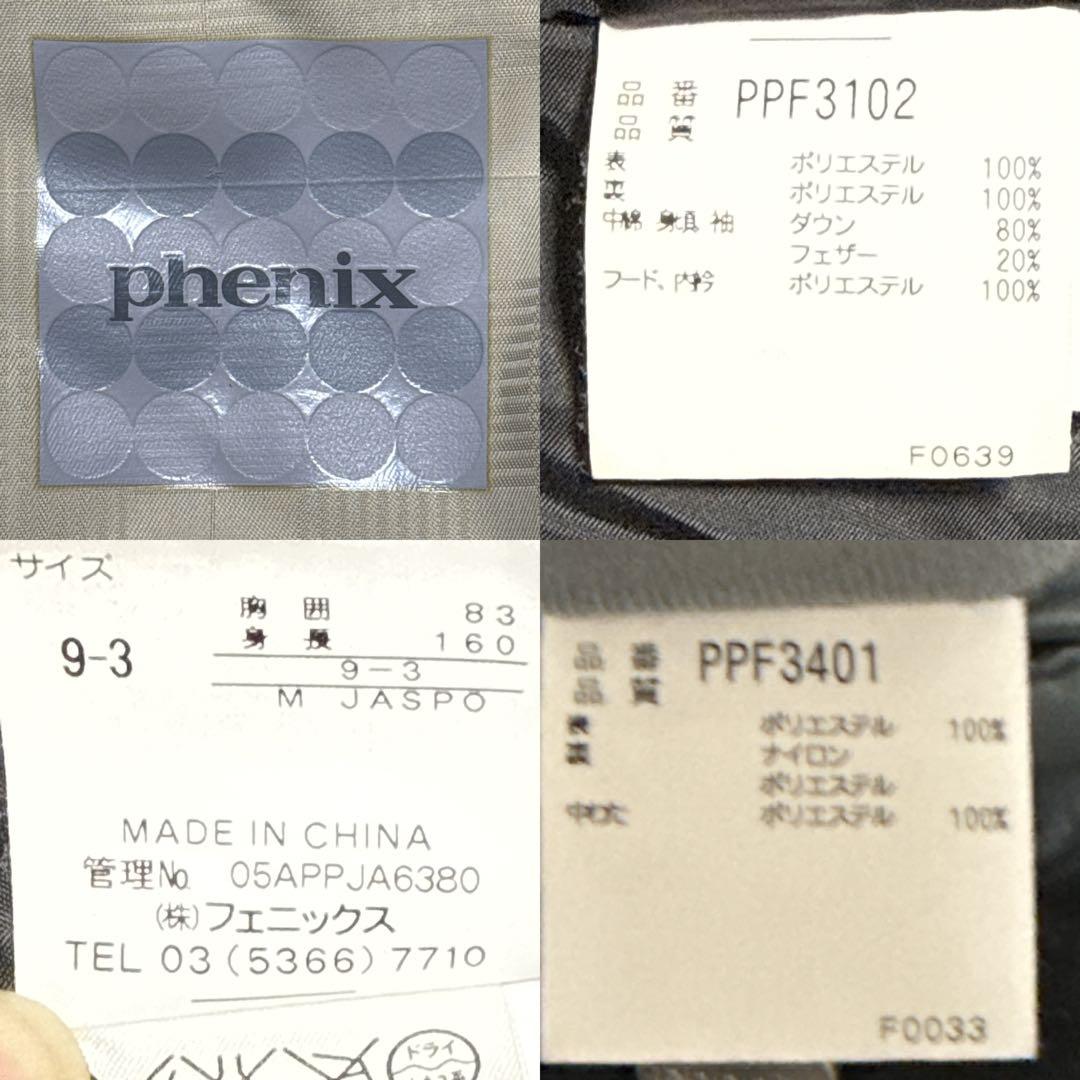 phenix
品番 PPF3102
品質
表 ポリエステル 100%
裏 ポリエステル 100%
中綿 身頃 袖 ダウン 80%
フェザー 20%
フード、内衿 ポリエステル 100%
F0639
サイズ
9-3
胸囲 83
身長 160
9-3
M JASPO
MADE IN CHINA
管理No. 05APPJA6380
(株)フェニックス
TEL 03(5366)7710
ドライ
品番 PPF3401
品質
表 ポリエステル 100%
ナイロン
ポリエステル
ポリエステル 100%
F0033